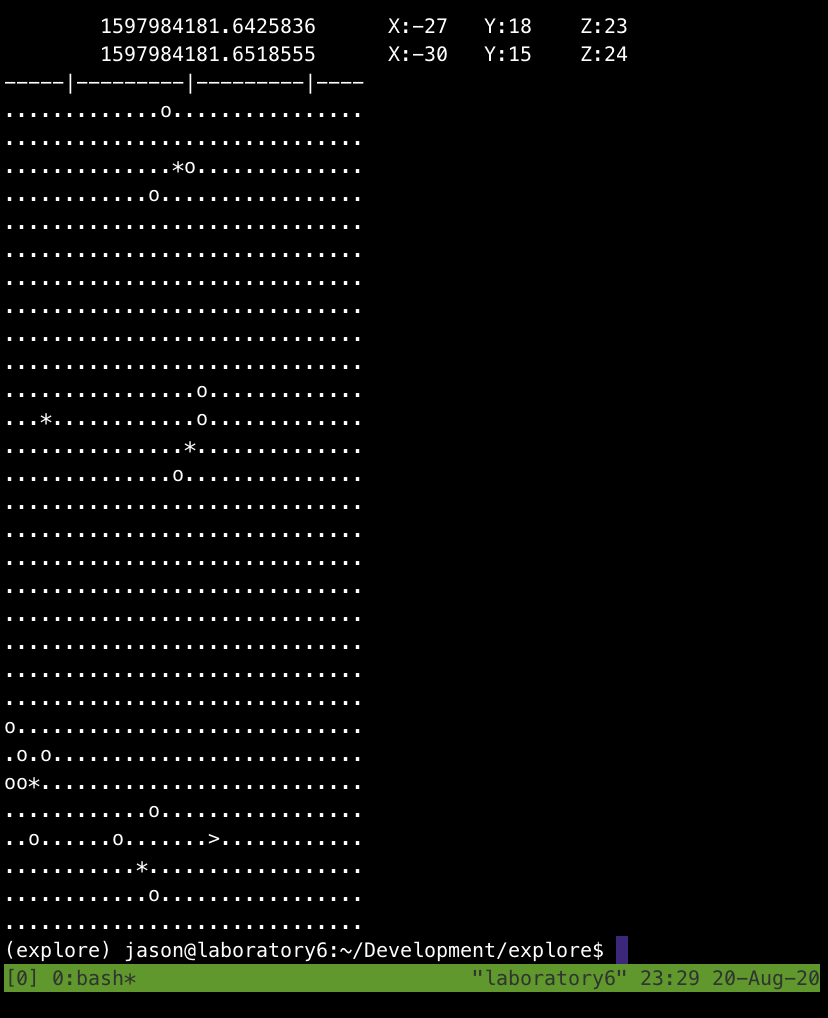 1597984181.6425836      X:−27   Y:18    Z:23
1597984181.6518555      X:−30   Y:15    Z:24
−−−−−|−−−−−−−−−|−−−−−−−−−|−−−−
.............o................
..............................
..............*o..............
............o.................
..............................
..............................
..............................
..............................
..............................
..............................
................o.............
...*............o.............
...............*..............
..............o...............
..............................
..............................
..............................
..............................
..............................
..............................
..............................
..............................
o.............................
.o.o..........................
oo*...........................
............o.................
..o......o.......>............
...........*..................
............o.................
..............................
(explore) jason@laboratory6:~/Development/explore$
[0] 0:bash* "laboratory6" 23:29 20−Aug−20